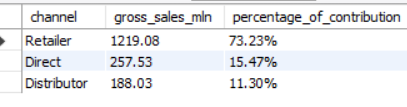 channel gross_sales_mln percentage_of_contribution
Retailer 1219.08 73.23%
Direct 257.53 15.47%
Distributor 188.03 11.30%